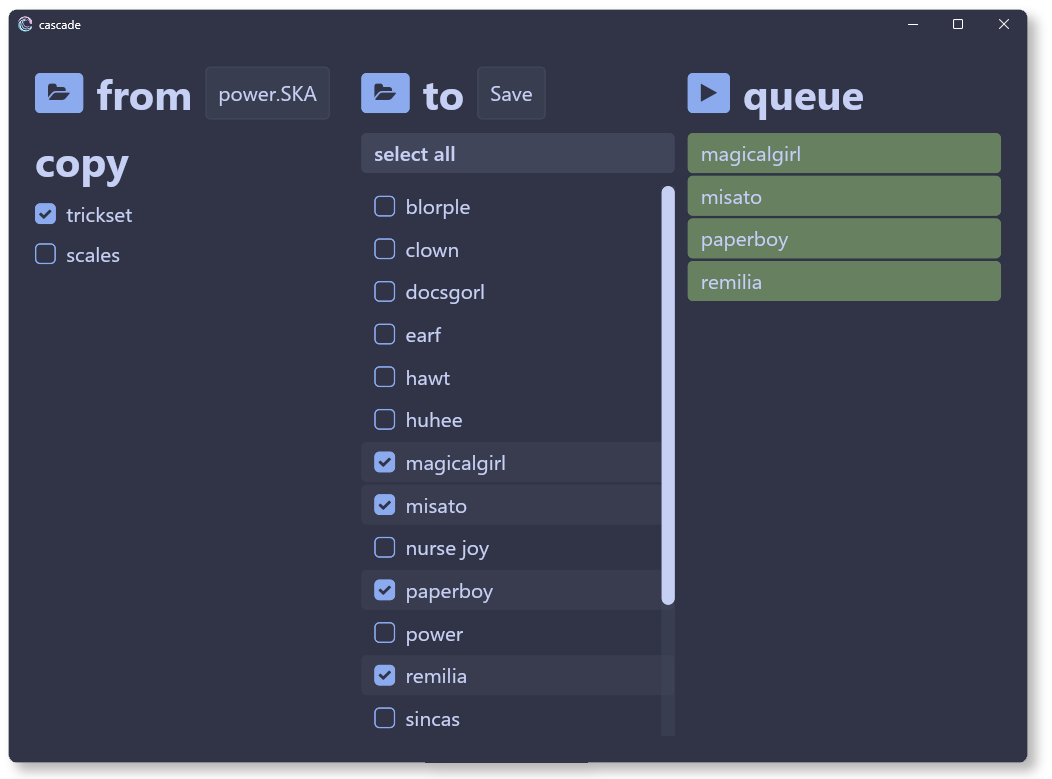 cascade
from
power.SKA
copy
trickset
scales
to
Save
select all
blorple
clown
docsgorl
earf
hawt
huhee
magicalgirl
misato
nurse joy
paperboy
power
remilia
sincas
queue
magicalgirl
misato
paperboy
remilia